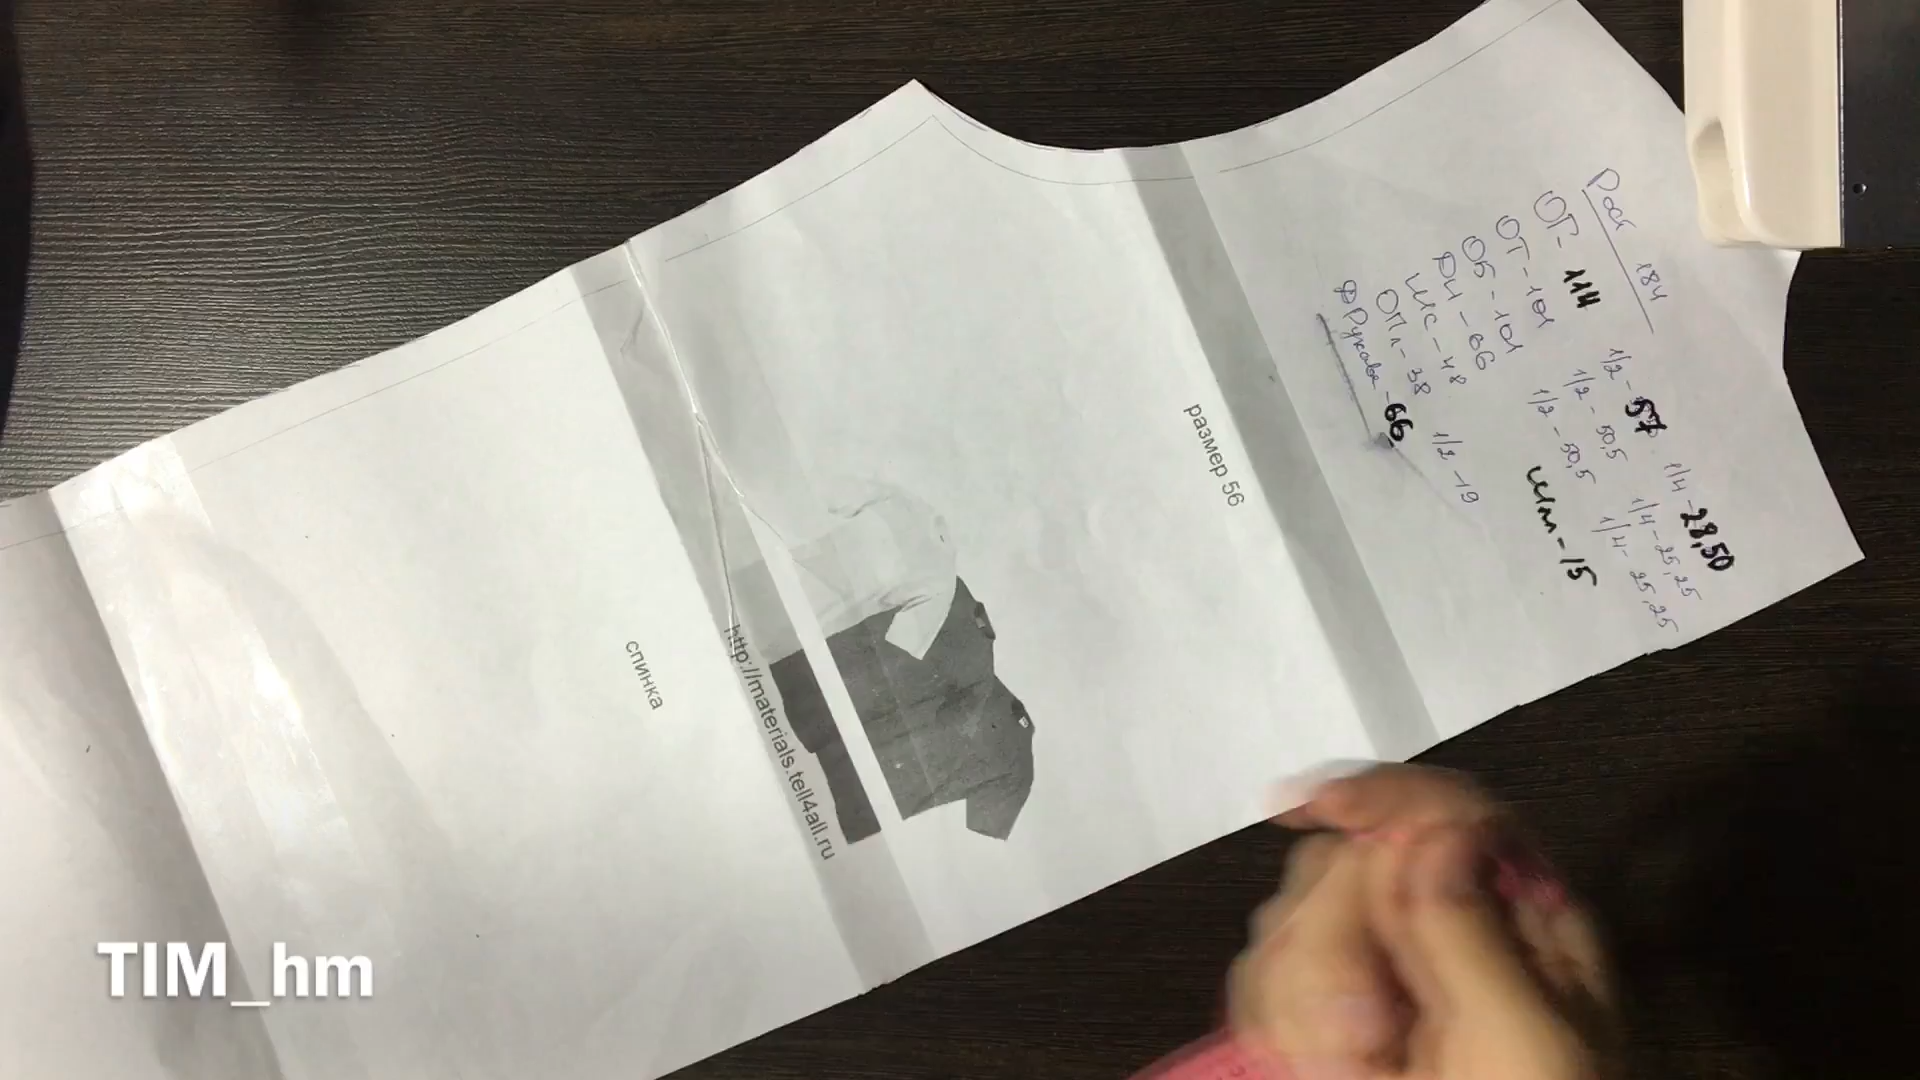 Рост 184
ОГ- 114 1/2 - 57 1/4 - 28,50
ОТ - 101 1/2 - 50,5 1/4 - 25,25
ОБ - 101 1/2 - 50,5 1/4 - 25,25
ДИ - 66
ШС - 48 Шпл - 15
ОПл - 38 1/2 - 19
ДРукава - 66
размер 56
http://materials.tell4all.ru
спинка
TIM_hm